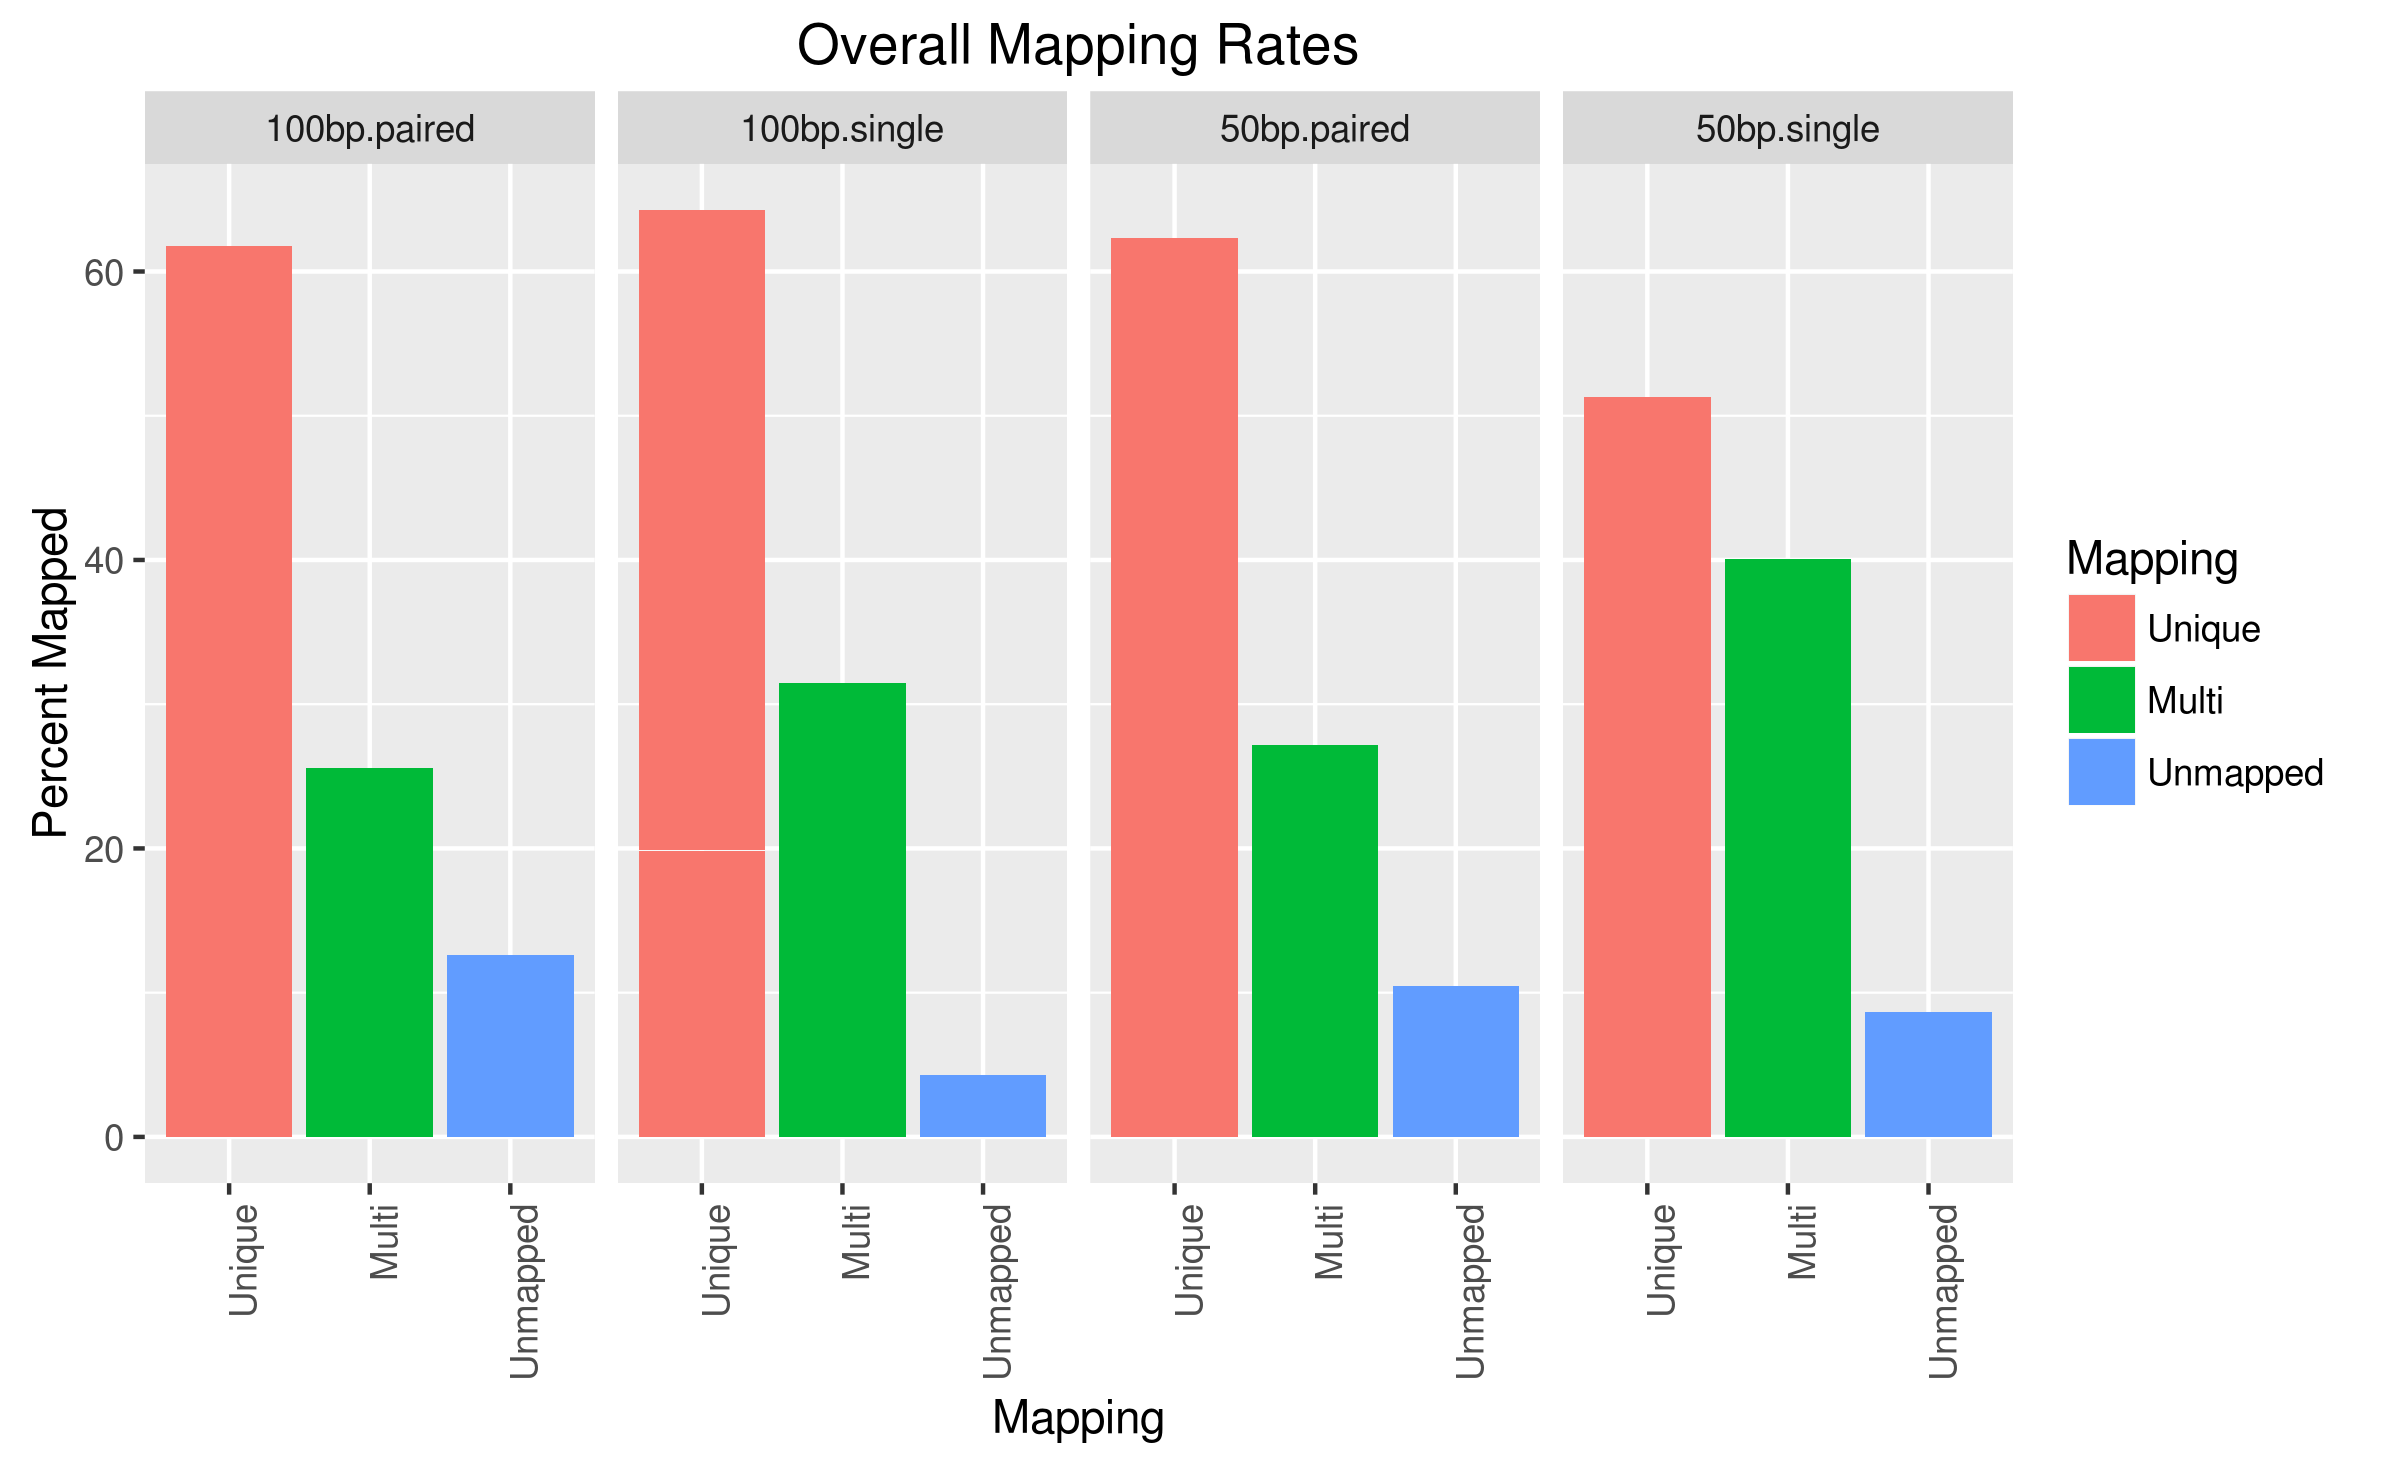 Overall Mapping Rates
100bp.paired
100bp.single
50bp.paired
50bp.single
Percent Mapped
60
40
20
0
Unique
Multi
Unmapped
Unique
Multi
Unmapped
Unique
Multi
Unmapped
Unique
Multi
Unmapped
Mapping
Mapping
Unique
Multi
Unmapped